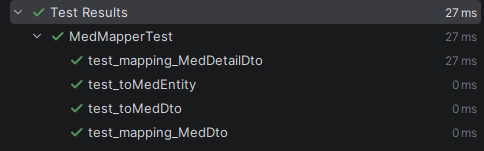 Test Results 27 ms
MedMapperTest 27 ms
test_mapping_MedDetailDto 27 ms
test_toMedEntity 0 ms
test_toMedDto 0 ms
test_mapping_MedDto 0 ms